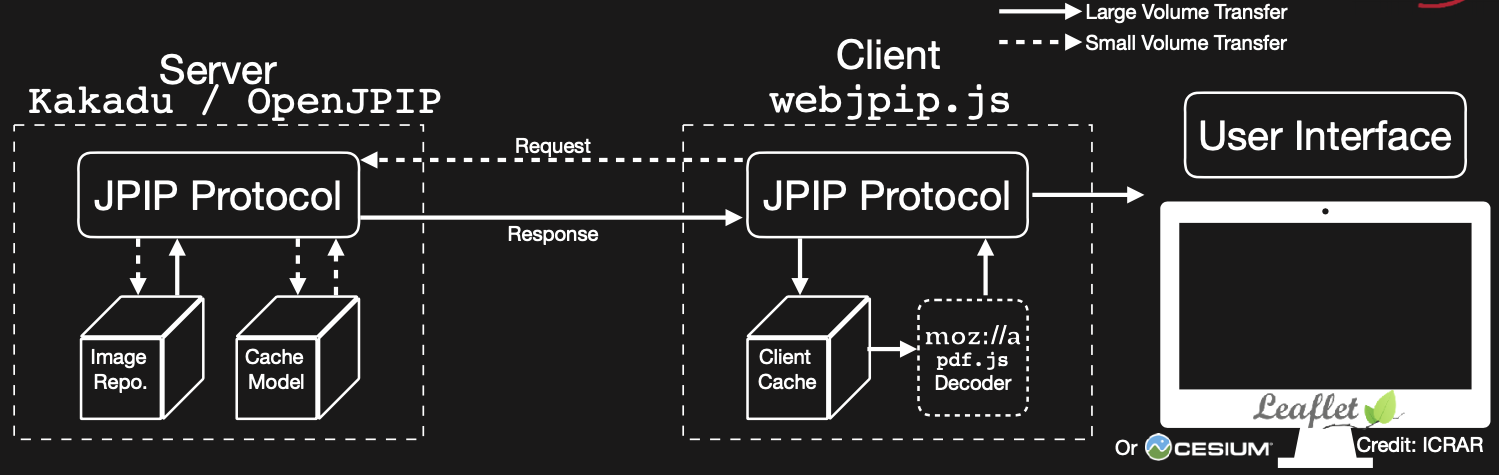 Large Volume Transfer
Small Volume Transfer
Server
Kakadu / OpenJPIP
Client
webjpip.js
User Interface
Request
JPIP Protocol
JPIP Protocol
Response
Image
Repo.
Cache
Model
Client
Cache
moz://a
pdf.js
Decoder
Leaflet
Or CESIUM
Credit: ICRAR